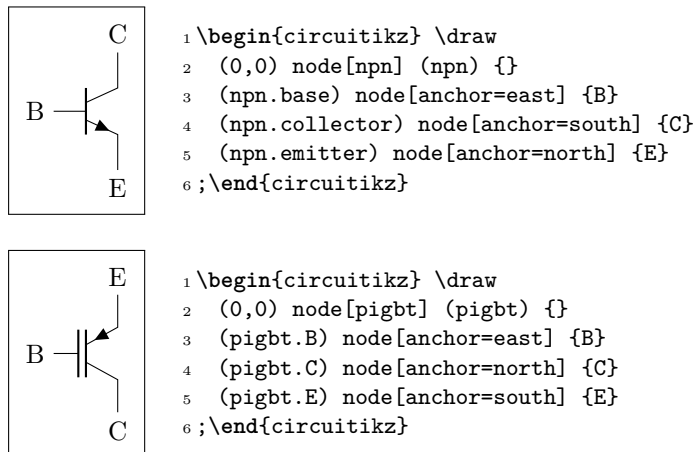 C
B
E
1 \begin{circuitikz} \draw
2 (0,0) node[npn] (npn) {}
3 (npn.base) node[anchor=east] {B}
4 (npn.collector) node[anchor=south] {C}
5 (npn.emitter) node[anchor=north] {E}
6 ;\end{circuitikz}
E
B
C
1 \begin{circuitikz} \draw
2 (0,0) node[pigbt] (pigbt) {}
3 (pigbt.B) node[anchor=east] {B}
4 (pigbt.C) node[anchor=north] {C}
5 (pigbt.E) node[anchor=south] {E}
6 ;\end{circuitikz}